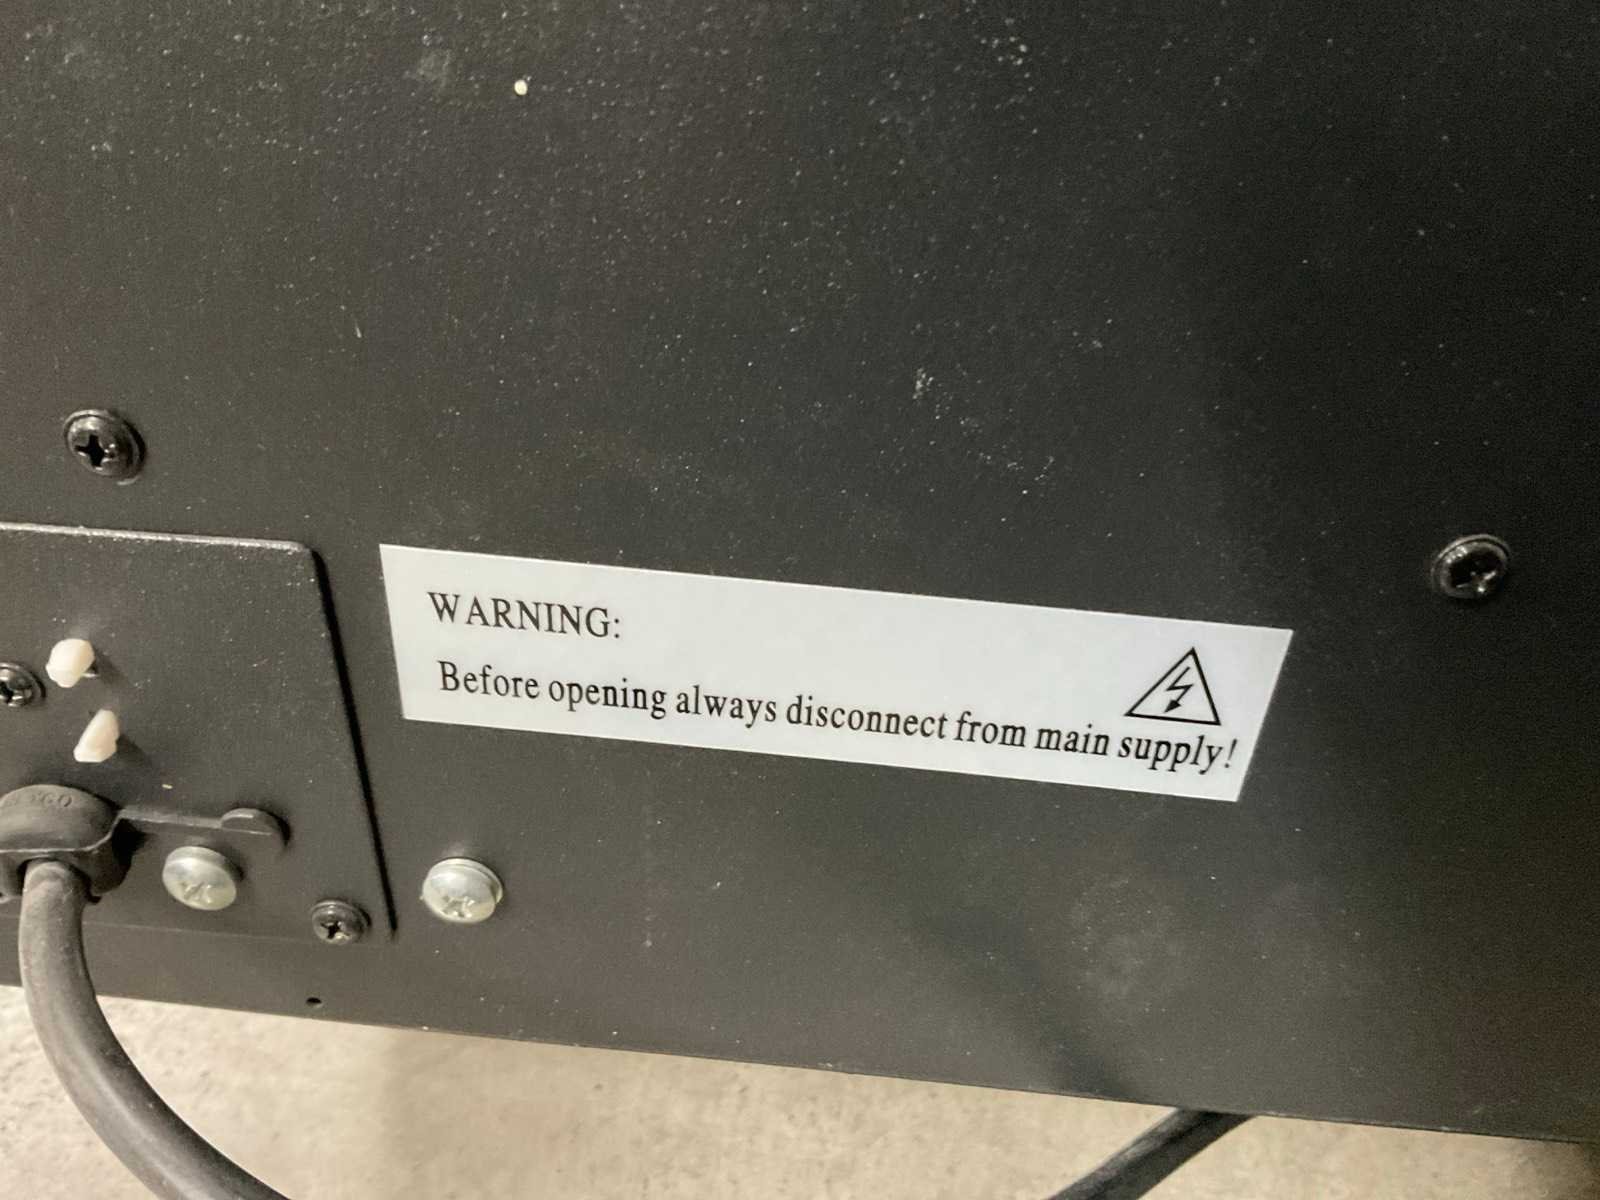 WARNING:
Before opening always disconnect from main supply!